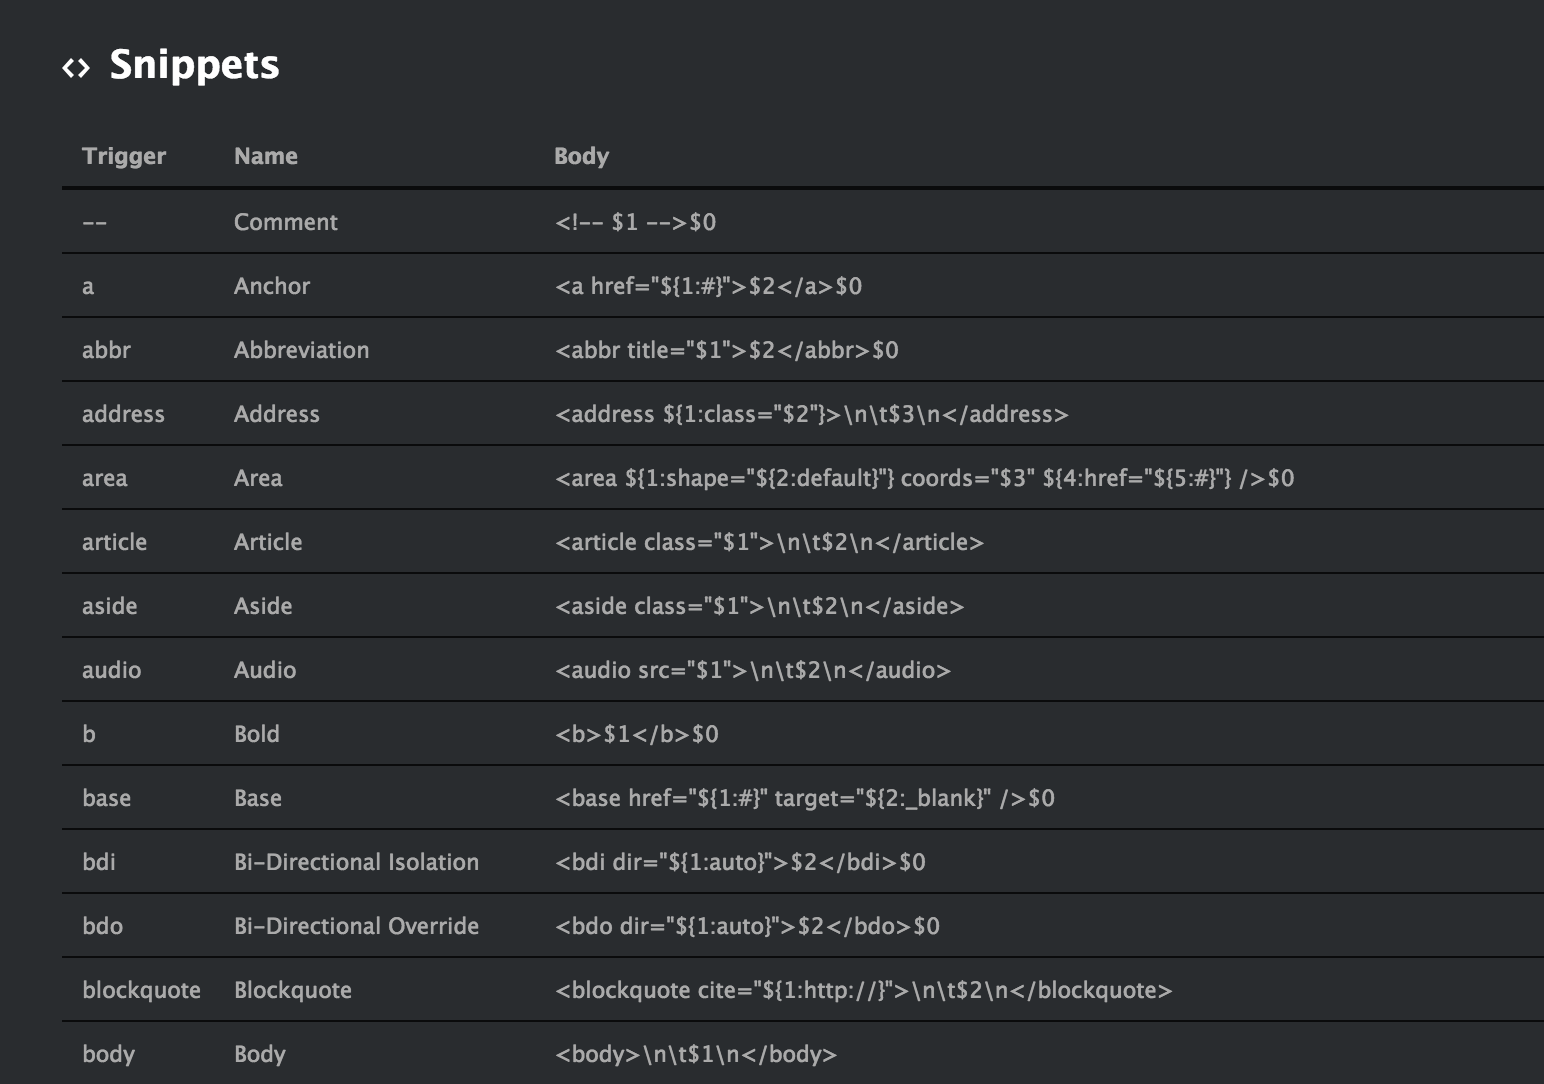 <> Snippets
Trigger Name Body
-- Comment <!-- $1 -->$0
a Anchor <a href="${1:#}">$2</a>$0
abbr Abbreviation <abbr title="$1">$2</abbr>$0
address Address <address ${1:class="$2"}>\n\t$3\n</address>
area Area <area ${1:shape="${2:default}"} coords="$3" ${4:href="${5:#}"} />$0
article Article <article class="$1">\n\t$2\n</article>
aside Aside <aside class="$1">\n\t$2\n</aside>
audio Audio <audio src="$1">\n\t$2\n</audio>
b Bold <b>$1</b>$0
base Base <base href="${1:#}" target="${2:_blank}" />$0
bdi Bi-Directional Isolation <bdi dir="${1:auto}">$2</bdi>$0
bdo Bi-Directional Override <bdo dir="${1:auto}">$2</bdo>$0
blockquote Blockquote <blockquote cite="${1:http://}">\n\t$2\n</blockquote>
body Body <body>\n\t$1\n</body>